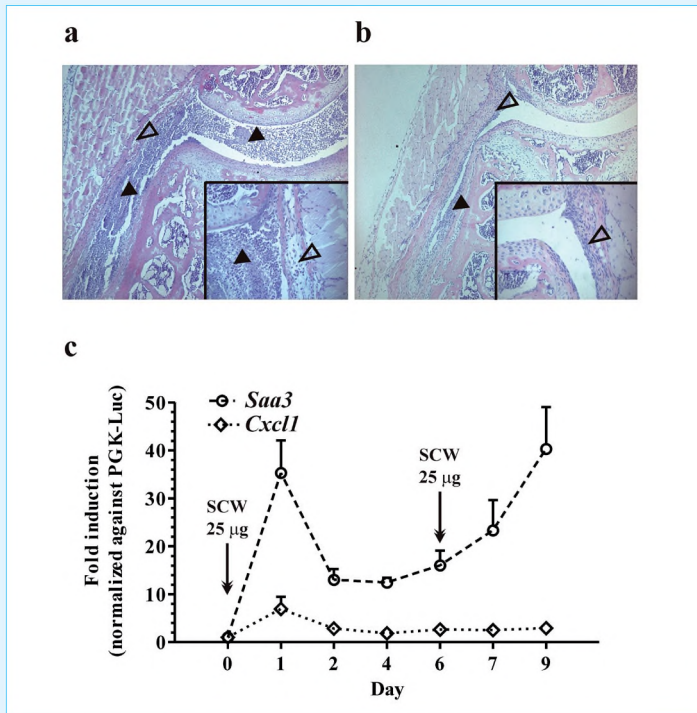 a
b
c
Fold induction
(normalized against PGK-Luc)
50
40
30
20
10
0
Saa3
Cxcl1
SCW
25 μg
SCW
25 μg
0 1 2 4 6 7 9
Day